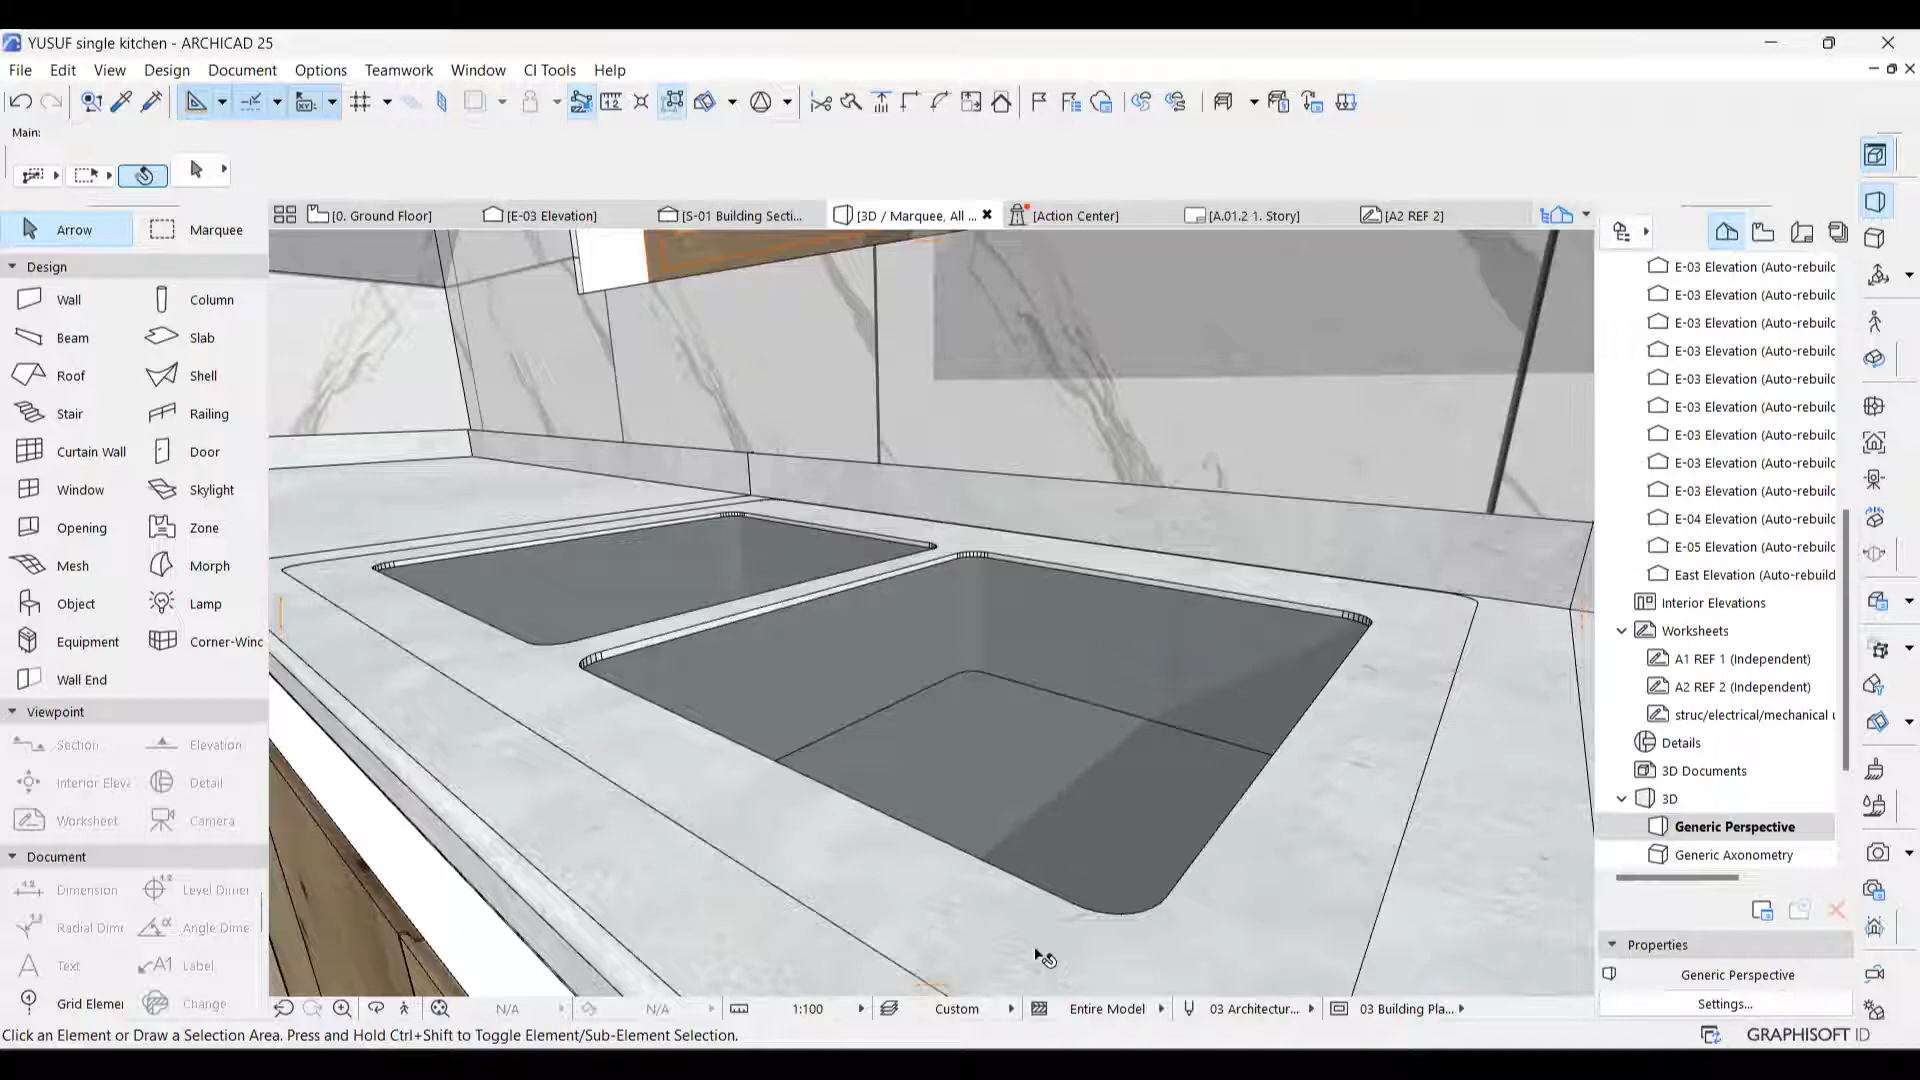 YUSUF single kitchen - ARCHICAD 25
File Edit View Design Document Options Teamwork Window CI Tools Help
Main:
Arrow Marquee
[0. Ground Floor] [E-03 Elevation] [S-01 Building Secti... [3D / Marquee, All ... [Action Center] [A.01.2 1. Story] [A2 REF 2]
Design
Wall Column
Beam Slab
Roof Shell
Stair Railing
Curtain Wall Door
Window Skylight
Opening Zone
Mesh Morph
Object Lamp
Equipment Corner-Winc
Wall End
Viewpoint
Section Elevation
Interior Eleva Detail
Worksheet Camera
Document
Dimension Level Dimer
Radial Dime Angle Dime
Text Label
Grid Elemer Change
E-03 Elevation (Auto-rebuilc
E-03 Elevation (Auto-rebuilc
E-03 Elevation (Auto-rebuilc
E-03 Elevation (Auto-rebuilc
E-03 Elevation (Auto-rebuilc
E-03 Elevation (Auto-rebuilc
E-03 Elevation (Auto-rebuilc
E-03 Elevation (Auto-rebuilc
E-03 Elevation (Auto-rebuilc
E-04 Elevation (Auto-rebuilc
E-05 Elevation (Auto-rebuilc
East Elevation (Auto-rebuild
Interior Elevations
Worksheets
A1 REF 1 (Independent)
A2 REF 2 (Independent)
struc/electrical/mechanical
Details
3D Documents
3D
Generic Perspective
Generic Axonometry
Properties
Generic Perspective
Settings...
N/A N/A 1:100 Custom Entire Model 03 Architectur... 03 Building Pla...
Click an Element or Draw a Selection Area. Press and Hold Ctrl+Shift to Toggle Element/Sub-Element Selection.
GRAPHISOFT ID